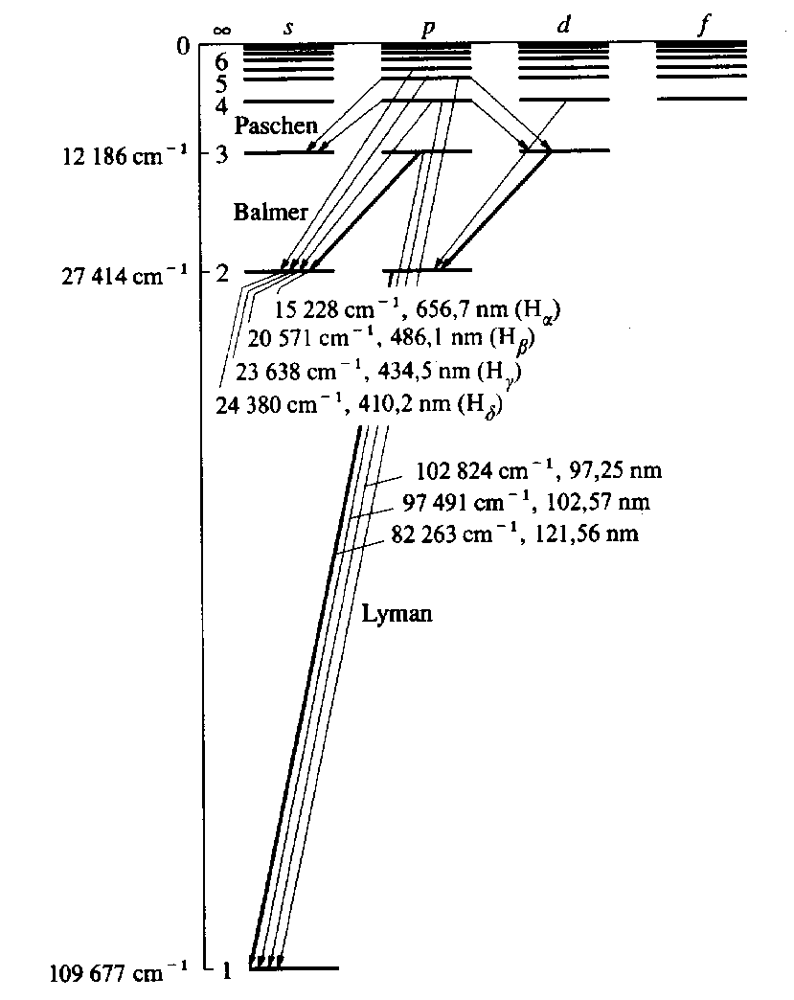 ∞ s p d f
0
6
5
4
Paschen
12 186 cm⁻¹ 3
Balmer
27 414 cm⁻¹ 2
15 228 cm⁻¹, 656,7 nm (Hα)
20 571 cm⁻¹, 486,1 nm (Hβ)
23 638 cm⁻¹, 434,5 nm (Hγ)
24 380 cm⁻¹, 410,2 nm (Hδ)
102 824 cm⁻¹, 97,25 nm
97 491 cm⁻¹, 102,57 nm
82 263 cm⁻¹, 121,56 nm
Lyman
109 677 cm⁻¹ 1